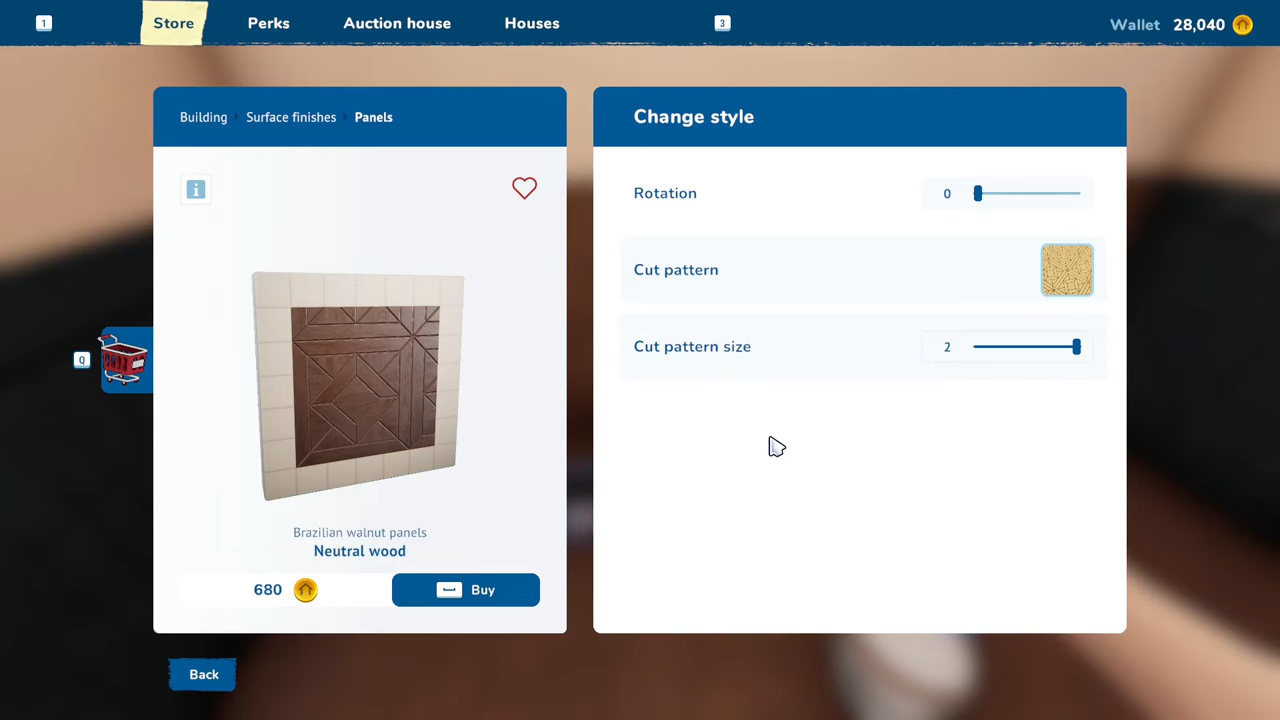 1
Store
Perks
Auction house
Houses
3
Wallet 28,040
Building
Surface finishes
Panels
Change style
i
Rotation
0
Cut pattern
Cut pattern size
2
Q
Brazilian walnut panels
Neutral wood
680
Buy
Back